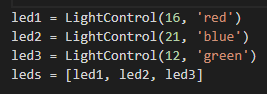 led1 = LightControl(16, 'red')
led2 = LightControl(21, 'blue')
led3 = LightControl(12, 'green')
leds = [led1, led2, led3]